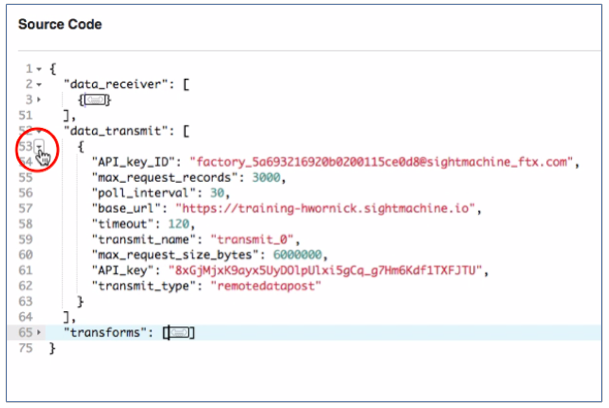 Source Code
1 {
2 "data_receiver": [
3 {}
51 ],
52 "data_transmit": [
53 {
54 "API_key_ID": "factory_5a693216920b0200115ce0d8@sightmachine_ftx.com",
55 "max_request_records": 3000,
56 "poll_interval": 30,
57 "base_url": "https://training-hwornick.sightmachine.io",
58 "timeout": 120,
59 "transmit_name": "transmit_0",
60 "max_request_size_bytes": 6000000,
61 "API_key": "8xGjMjxK9ayx5UyDOlpUlxi5gCq_g7Hm6Kdf1TXFJTU",
62 "transmit_type": "remotedatapost"
63 }
64 ],
65 "transforms": []
75 }